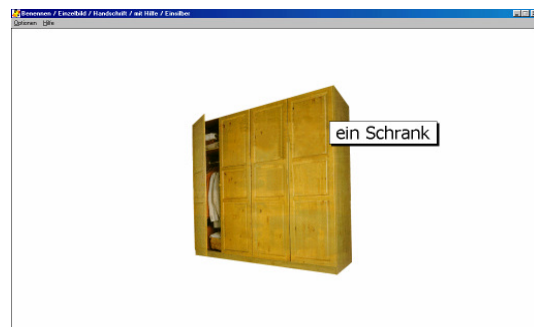 Benennen / Einzelbild / Handschrift / mit Hilfe / Einsilber
Optionen Hilfe
ein Schrank